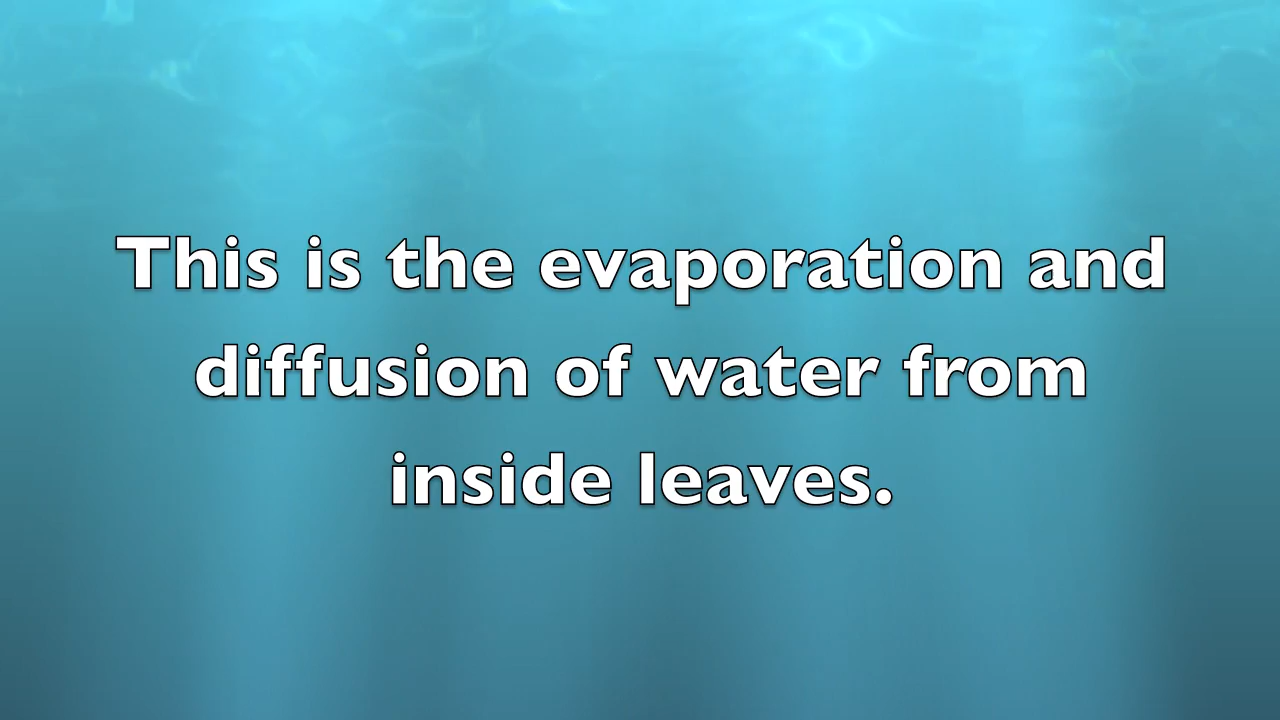 This is the evaporation and
diffusion of water from
inside leaves.